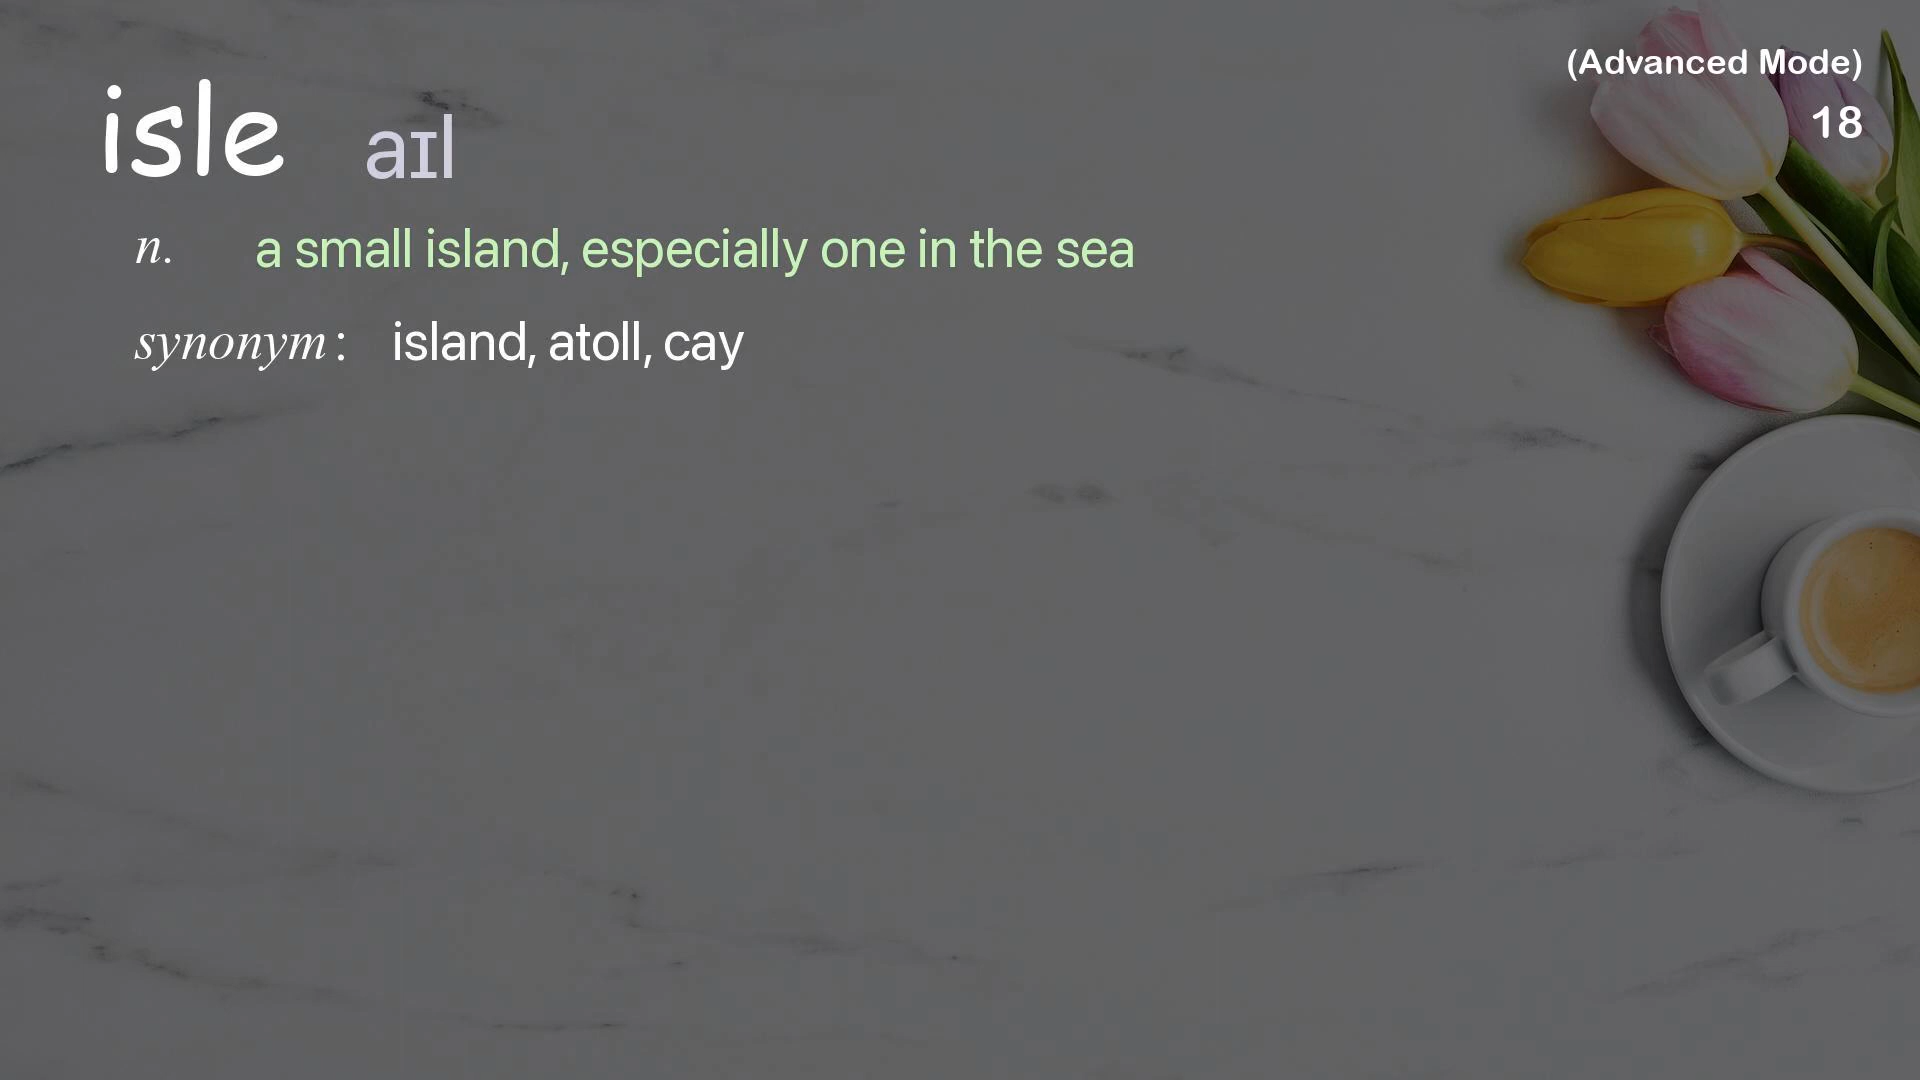 (Advanced Mode)
18
isle aɪl
n. a small island, especially one in the sea
synonym : island, atoll, cay